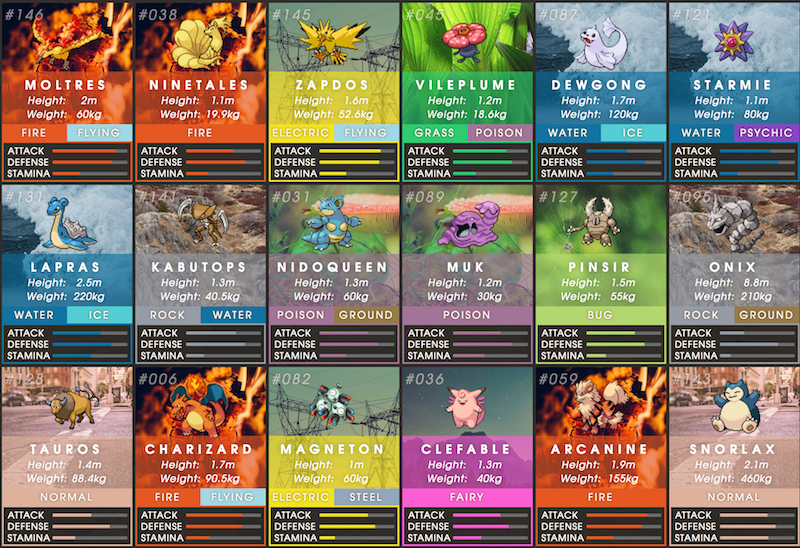 #146
MOLTRES
Height: 2m
Weight: 60kg
FIRE FLYING
ATTACK
DEFENSE
STAMINA
#038
NINETALES
Height: 1.1m
Weight: 19.9kg
FIRE
ATTACK
DEFENSE
STAMINA
#145
ZAPDOS
Height: 1.6m
Weight: 52.6kg
ELECTRIC FLYING
ATTACK
DEFENSE
STAMINA
#045
VILEPLUME
Height: 1.2m
Weight: 18.6kg
GRASS POISON
ATTACK
DEFENSE
STAMINA
#087
DEWGONG
Height: 1.7m
Weight: 120kg
WATER ICE
ATTACK
DEFENSE
STAMINA
#121
STARMIE
Height: 1.1m
Weight: 80kg
WATER PSYCHIC
ATTACK
DEFENSE
STAMINA
#131
LAPRAS
Height: 2.5m
Weight: 220kg
WATER ICE
ATTACK
DEFENSE
STAMINA
#141
KABUTOPS
Height: 1.3m
Weight: 40.5kg
ROCK WATER
ATTACK
DEFENSE
STAMINA
#031
NIDOQUEEN
Height: 1.3m
Weight: 60kg
POISON GROUND
ATTACK
DEFENSE
STAMINA
#089
MUK
Height: 1.2m
Weight: 30kg
POISON
ATTACK
DEFENSE
STAMINA
#127
PINSIR
Height: 1.5m
Weight: 55kg
BUG
ATTACK
DEFENSE
STAMINA
#095
ONIX
Height: 8.8m
Weight: 210kg
ROCK GROUND
ATTACK
DEFENSE
STAMINA
#128
TAUROS
Height: 1.4m
Weight: 88.4kg
NORMAL
ATTACK
DEFENSE
STAMINA
#006
CHARIZARD
Height: 1.7m
Weight: 90.5kg
FIRE FLYING
ATTACK
DEFENSE
STAMINA
#082
MAGNETON
Height: 1m
Weight: 60kg
ELECTRIC STEEL
ATTACK
DEFENSE
STAMINA
#036
CLEFABLE
Height: 1.3m
Weight: 40kg
FAIRY
ATTACK
DEFENSE
STAMINA
#059
ARCANINE
Height: 1.9m
Weight: 155kg
FIRE
ATTACK
DEFENSE
STAMINA
#143
SNORLAX
Height: 2.1m
Weight: 460kg
NORMAL
ATTACK
DEFENSE
STAMINA